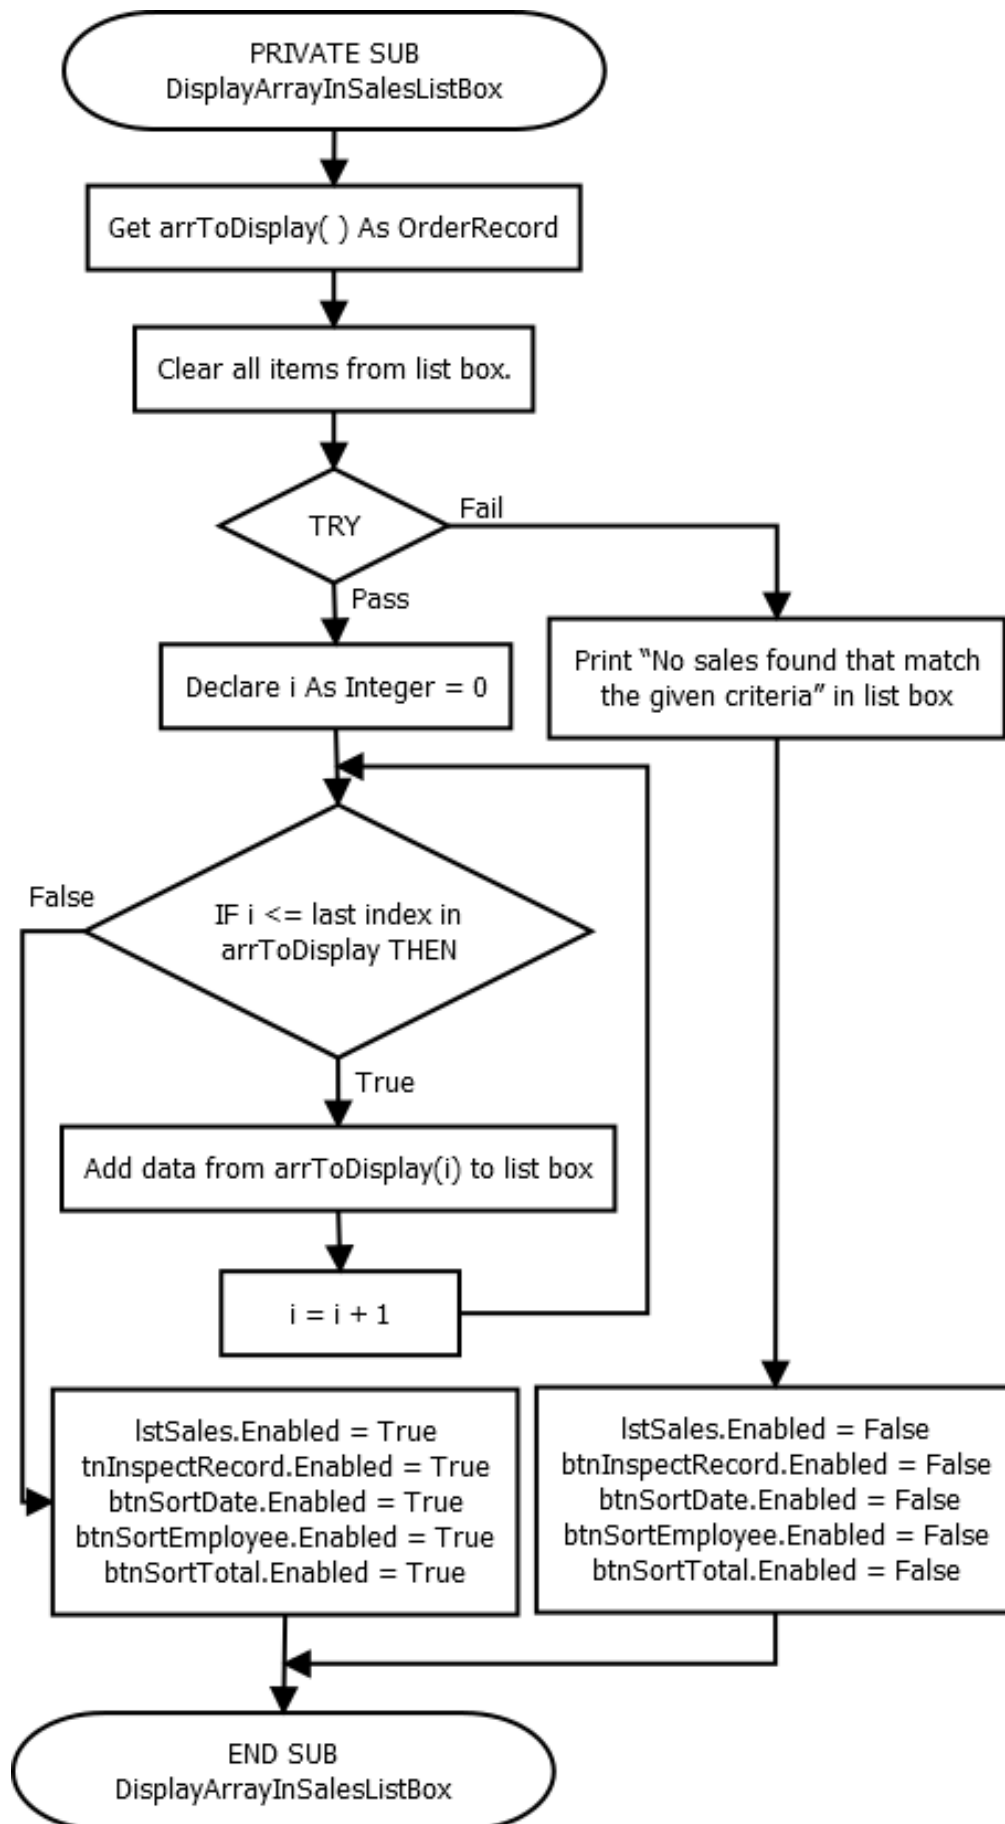 PRIVATE SUB
DisplayArrayInSalesListBox
Get arrToDisplay( ) As OrderRecord
Clear all items from list box.
TRY
Fail
Pass
Declare i As Integer = 0
Print “No sales found that match
the given criteria” in list box
False
IF i <= last index in
arrToDisplay THEN
True
Add data from arrToDisplay(i) to list box
i = i + 1
lstSales.Enabled = True
tnInspectRecord.Enabled = True
btnSortDate.Enabled = True
btnSortEmployee.Enabled = True
btnSortTotal.Enabled = True
lstSales.Enabled = False
btnInspectRecord.Enabled = False
btnSortDate.Enabled = False
btnSortEmployee.Enabled = False
btnSortTotal.Enabled = False
END SUB
DisplayArrayInSalesListBox